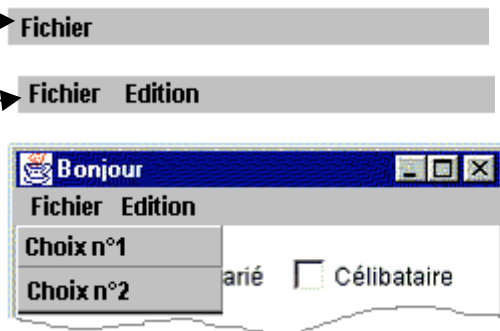 Fichier
Fichier Edition
Bonjour
Fichier Edition
Choix n°1
arié Célibataire
Choix n°2